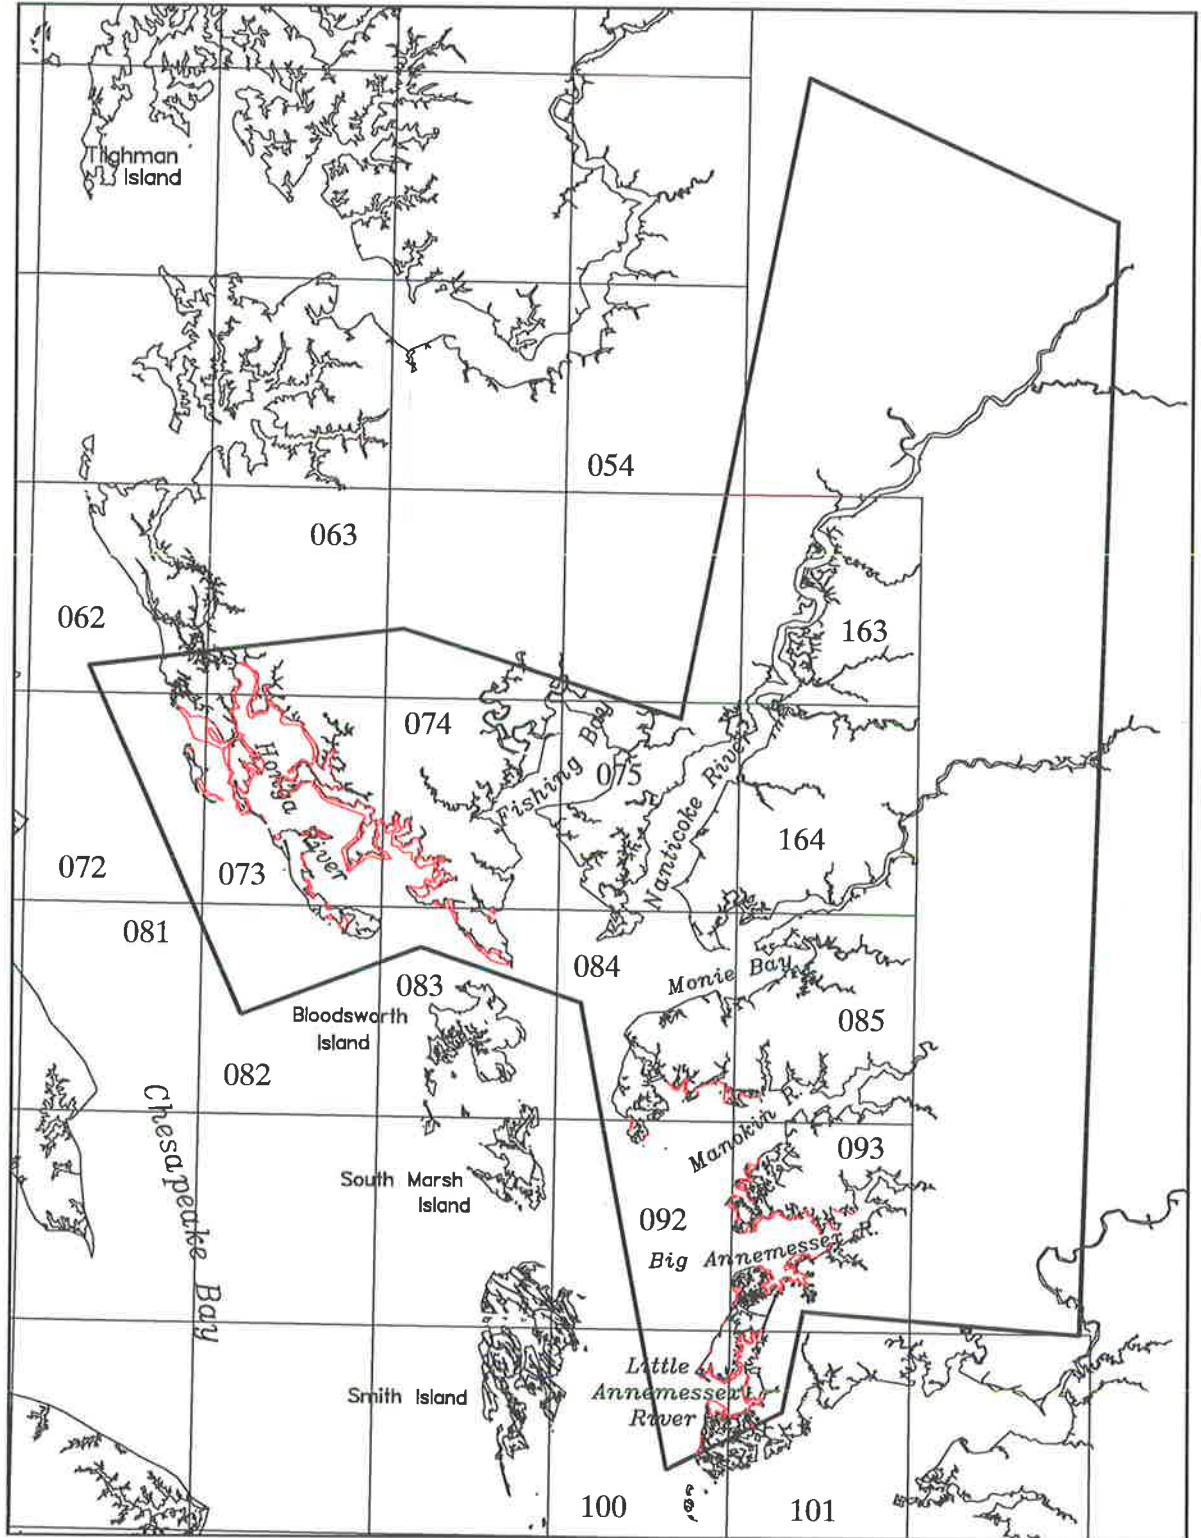 Tilghman
Island
054
063
062
163
074
Fishing Bay
075
Honga
River
Nanticoke River
164
072
073
081
084
Monie Bay
083
Bloodsworth
Island
085
082
Chesapeake Bay
Manokin R.
093
South Marsh
Island
092
Big Annemessex R.
Little
Annemessex
River
Smith Island
100
101